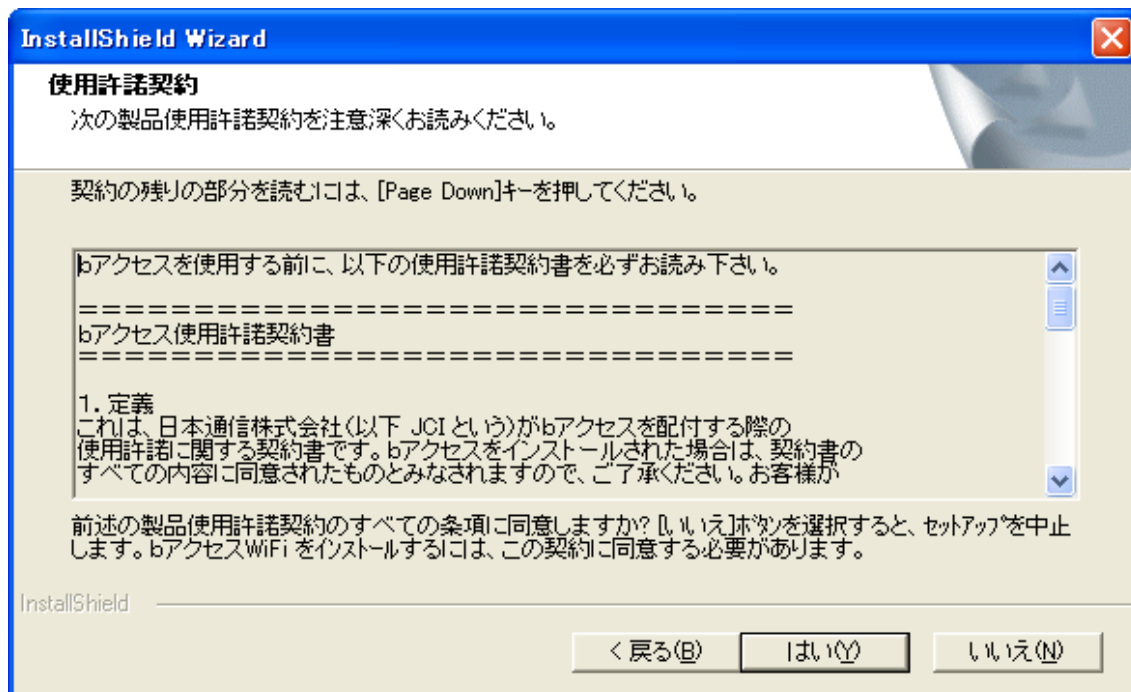 InstallShield Wizard
使用許諾契約
次の製品使用許諾契約を注意深くお読みください。
契約の残りの部分を読むには、[Page Down]キーを押してください。
bアクセスを使用する前に、以下の使用許諾契約書を必ずお読み下さい。
===============================
bアクセス使用許諾契約書
===============================
1. 定義
これは、日本通信株式会社(以下 JCI という)がbアクセスを配付する際の
使用許諾に関する契約書です。bアクセスをインストールされた場合は、契約書の
すべての内容に同意されたものとみなされますので、ご了承ください。お客様が
前述の製品使用許諾契約のすべての条項に同意しますか? [いいえ]ボタンを選択すると、セットアップを中止
します。bアクセスWiFi をインストールするには、この契約に同意する必要があります。
InstallShield
< 戻る(B)
はい(Y)
いいえ(N)